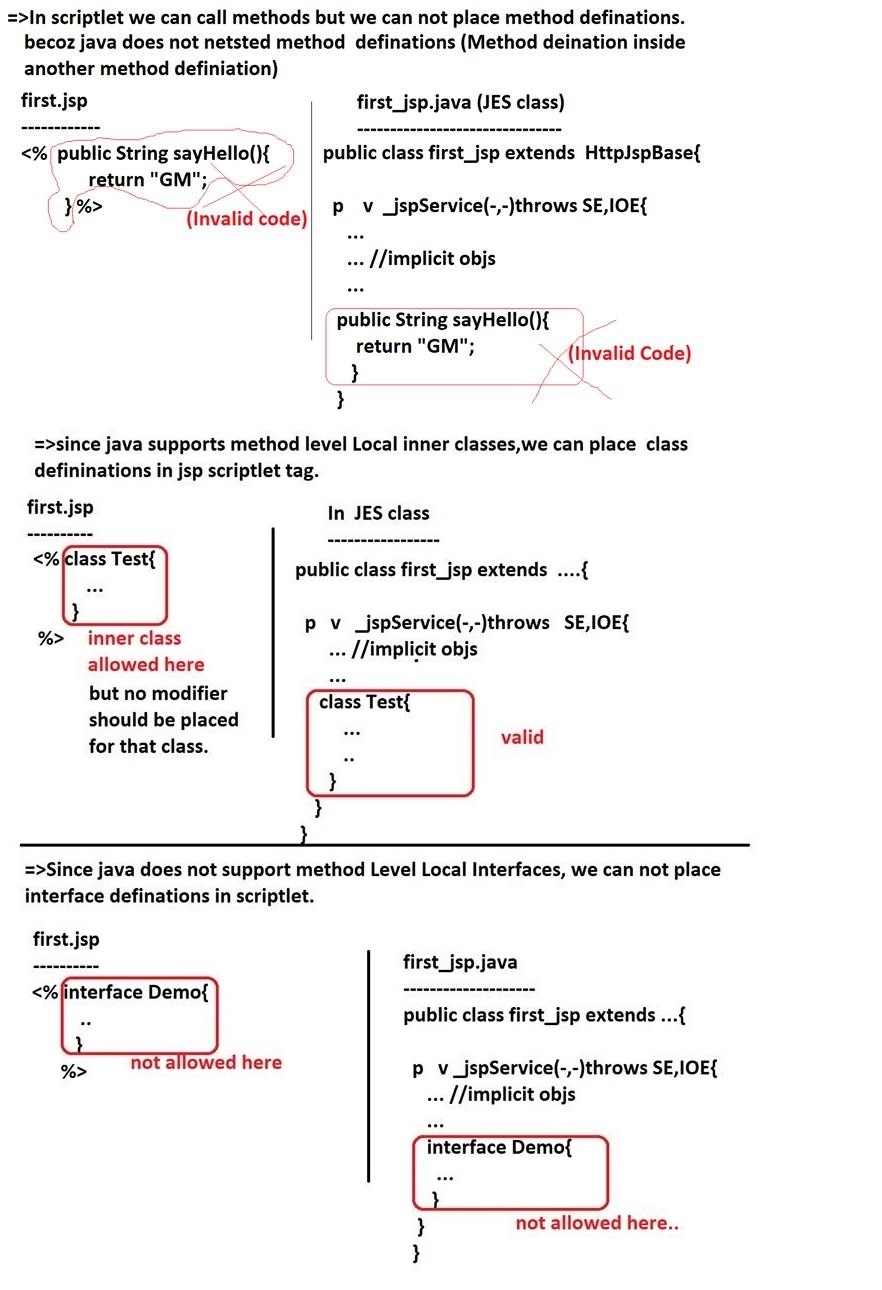 =>In scriptlet we can call methods but we can not place method definations.
becoz java does not netsted method  definations (Method deination inside
another method definiation)
first.jsp
------------
<% public String sayHello(){
return "GM";
} %>
(Invalid code)
first_jsp.java (JES class)
-------------------------------
public class first_jsp extends  HttpJspBase{
p   v  _jspService(-,-)throws SE,IOE{
...
... //implicit objs
...
public String sayHello(){
return "GM";
}
(Invalid Code)
}
=>since java supports method level Local inner classes,we can place  class
defininations in jsp scriptlet tag.
first.jsp
----------
<% class Test{
...
}
%>
inner class
allowed here
but no modifier
should be placed
for that class.
In  JES class
-----------------
public class first_jsp extends  ....{
p  v  _jspService(-,-)throws  SE,IOE{
... //implicit objs
...
class Test{
...
..
}
valid
}
}
=>Since java does not support method Level Local Interfaces, we can not place
interface definations in scriptlet.
first.jsp
----------
<% interface Demo{
..
}
not allowed here
%>
first_jsp.java
--------------------
public class first_jsp extends ...{
p  v _jspService(-,-)throws SE,IOE{
... //implicit objs
...
interface Demo{
...
}
not allowed here..
}
}